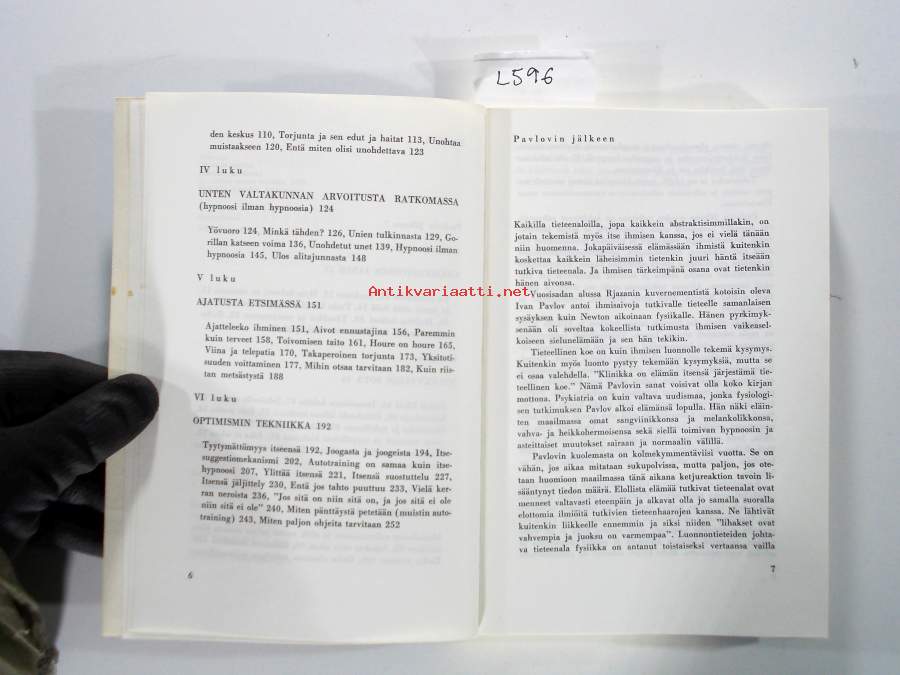 L596
den keskus 110, Torjunta ja sen edut ja haitat 113, Unohtaa
muistaakseen 120, Entä miten olisi unohdettava 123
IV luku
UNTEN VALTAKUNNAN ARVOITUSTA RATKOMASSA
(hypnoosi ilman hypnoosia) 124
Yövuoro 124, Minkä tähden? 126, Unien tulkinnasta 129, Go-
rillan katseen voima 136, Unohdetut unet 139, Hypnoosi ilman
hypnoosia 145, Ulos alitajunnasta 148
V luku
AJATUSTA ETSIMÄSSÄ 151
Ajatteleeko ihminen 151, Aivot ennustajina 156, Paremmin
kuin terveet 158, Toivomisen taito 161, Houre on houre 165,
Viina ja telepatia 170, Takaperoinen torjunta 173, Yksitoti-
suuden voittaminen 177, Mihin otsaa tarvitaan 182, Kuin riis-
tan metsästystä 188
VI luku
OPTIMISMIN TEKNIIKKA 192
Tyytymättömyys itseensä 192, Joogasta ja joogeista 194, Itse-
suggestiomekanismi 202, Autotraining on samaa kuin itse-
hypnoosi 207, Ylittää itsensä 221, Itsensä suostuttelu 227,
Itsensä jäljittely 230, Entä jos tahto puuttuu 233, Vielä ker-
ran neroista 236, "Jos sitä on niin sitä on, ja jos sitä ei ole
niin sitä ei ole" 240, Miten pänttäystä petetään (muistin auto-
training) 243, Miten paljon ohjeita tarvitaan 252
6
Pavlovin jälkeen
Kaikilla tieteenaloilla, jopa kaikkein abstraktisimmillakin, on
jotain tekemistä myös itse ihmisen kanssa, jos ei vielä tänään
niin huomenna. Jokapäiväisessä elämässään ihmistä kuitenkin
koskettaa kaikkein läheisimmin tietenkin juuri häntä itseään
tutkiva tieteenala. Ja ihmisen tärkeimpänä osana ovat tietenkin
hänen aivonsa.
Vuosisadan alussa Rjazanin kuvernementistä kotoisin oleva
Ivan Pavlov antoi ihmisaivoja tutkivalle tieteelle samanlaisen
sysäyksen kuin Newton aikoinaan fysiikalle. Hänen pyrkimyk-
senään oli soveltaa kokeellista tutkimusta ihmisen vaikeasel-
koiseen sielunelämään ja sen hän tekikin.
Tieteellinen koe on kuin ihmisen luonnolle tekemä kysymys.
Kuitenkin myös luonto pystyy tekemään kysymyksiä, mutta se
ei osaa valehdella. "Klinikka on elämän itsensä järjestämä tie-
teellinen koe." Nämä Pavlovin sanat voisivat olla koko kirjan
mottona. Psykiatria on kuin valtava uudismaa, jonka fysiologi-
sen tutkimuksen Pavlov alkoi elämänsä lopulla. Hän näki eläin-
ten maailmassa omat sangviinikkonsa ja melankolikkonsa,
vahva- ja heikkohermoisensa sekä siellä toimivan hypnoosin ja
asteittaiset muutokset sairaan ja normaalin välillä.
Pavlovin kuolemasta on kolmekymmentäviisi vuotta. Se on
vähän, jos aikaa mitataan sukupolvissa, mutta paljon, jos ote-
taan huomioon maailmassa tänä aikana ketjureaktion tavoin li-
sääntynyt tiedon määrä. Elollista elämää tutkivat tieteenalat ovat
menneet valtavasti eteenpäin ja alkavat olla jo samalla suoralla
elottomia ilmiöitä tutkivien tieteenhaarojen kanssa. Ne lähtivät
kuitenkin liikkeelle ennemmin ja siksi niiden "lihakset ovat
vahvempia ja juoksu on varmempaa". Luonnontieteiden johta-
va tieteenala fysiikka on antanut toistaiseksi vertaansa vailla
7
Antikvariaatti.net